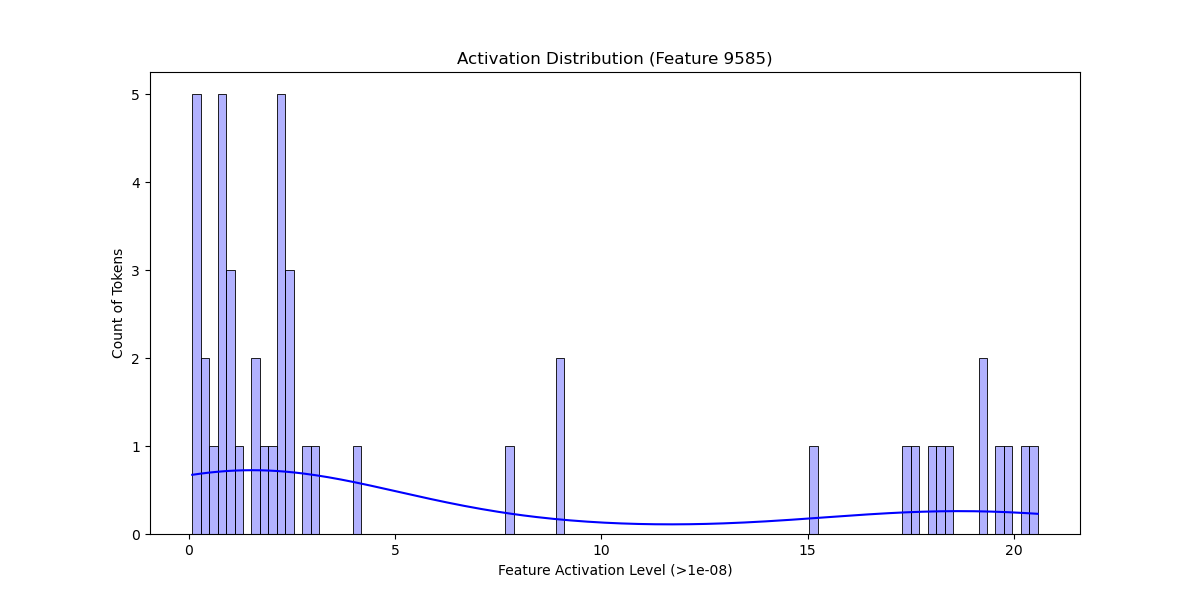 Activation Distribution (Feature 9585)
Count of Tokens
5
4
3
2
1
0
0 5 10 15 20
Feature Activation Level (>1e-08)